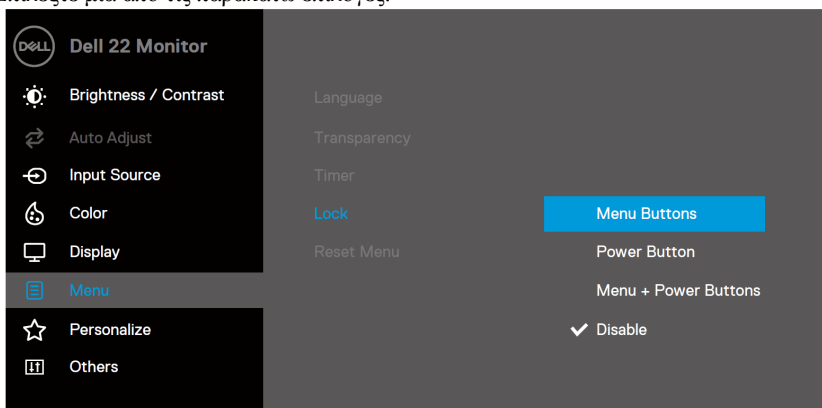 DELL
Dell 22 Monitor
Brightness / Contrast
Auto Adjust
Input Source
Color
Display
Menu
Personalize
Others
Language
Transparency
Timer
Lock
Reset Menu
Menu Buttons
Power Button
Menu + Power Buttons
Disable